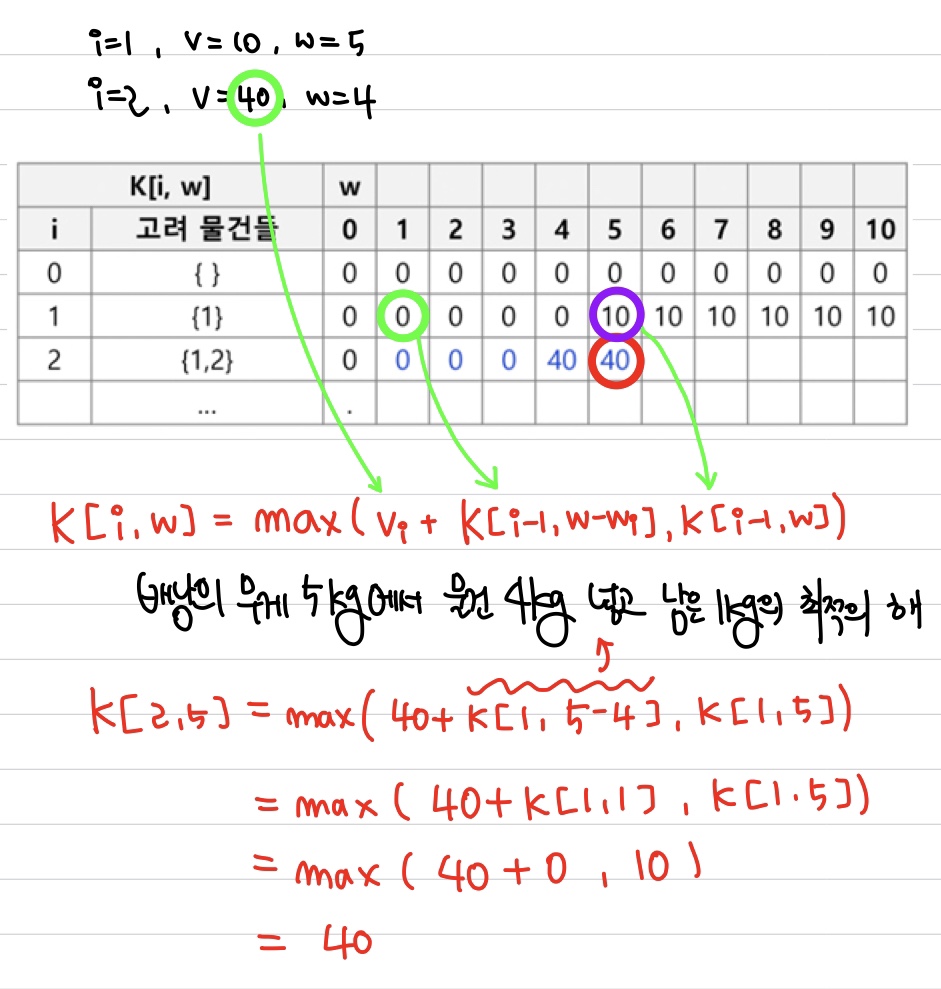 i=1, v=10, w=5
i=2, v=40, w=4
K[i, w] w
i 고려 물건들 0 1 2 3 4 5 6 7 8 9 10
0 { } 0 0 0 0 0 0 0 0 0 0 0
1 {1} 0 0 0 0 0 10 10 10 10 10 10
2 {1,2} 0 0 0 0 40 40
... .
K[i,w] = max(vi + K[i-1,w-wi], K[i-1,w])
배낭의 무게 5kg에서 물건 4kg 넣고 남은 1kg의 최적의 해
K[2,5] = max(40+K[1, 5-4], K[1,5])
= max(40+K[1,1], K[1.5])
= max(40+0, 10)
= 40